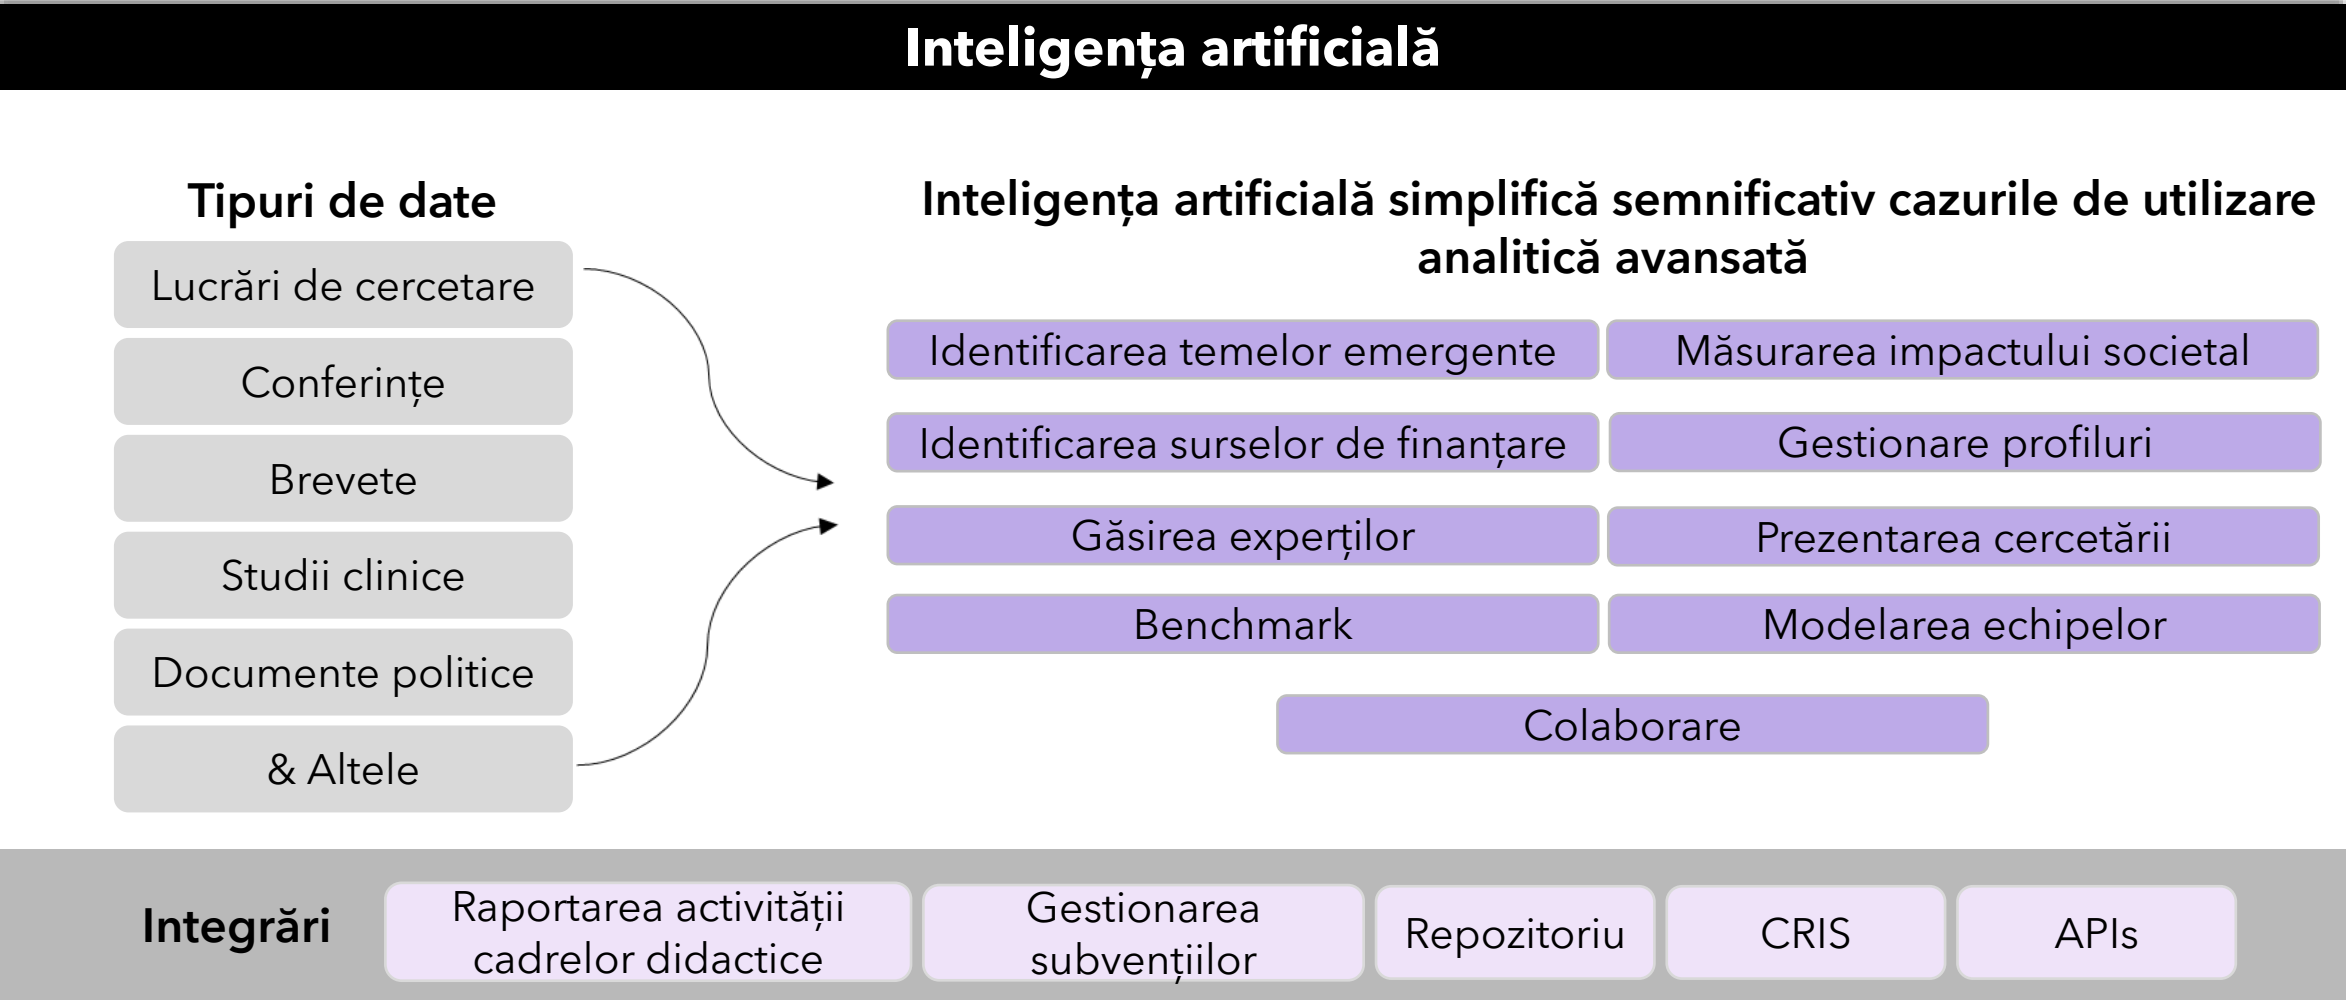 Inteligența artificială
Tipuri de date
Lucrări de cercetare
Conferințe
Brevete
Studii clinice
Documente politice
& Altele
Inteligența artificială simplifică semnificativ cazurile de utilizare
analitică avansată
Identificarea temelor emergente
Măsurarea impactului societal
Identificarea surselor de finanțare
Gestionare profiluri
Găsirea experților
Prezentarea cercetării
Benchmark
Modelarea echipelor
Colaborare
Integrări
Raportarea activității
cadrelor didactice
Gestionarea
subvențiilor
Repozitoriu
CRIS
APIs